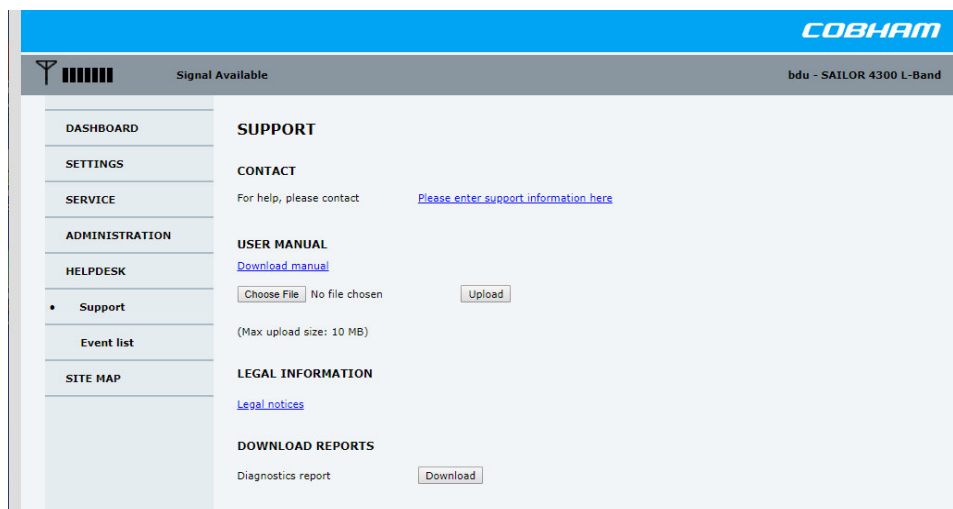 COBHAM
Signal Available
bdu - SAILOR 4300 L-Band
DASHBOARD
SETTINGS
SERVICE
ADMINISTRATION
HELPDESK
• Support
Event list
SITE MAP
SUPPORT
CONTACT
For help, please contact Please enter support information here
USER MANUAL
Download manual
Choose File No file chosen Upload
(Max upload size: 10 MB)
LEGAL INFORMATION
Legal notices
DOWNLOAD REPORTS
Diagnostics report Download